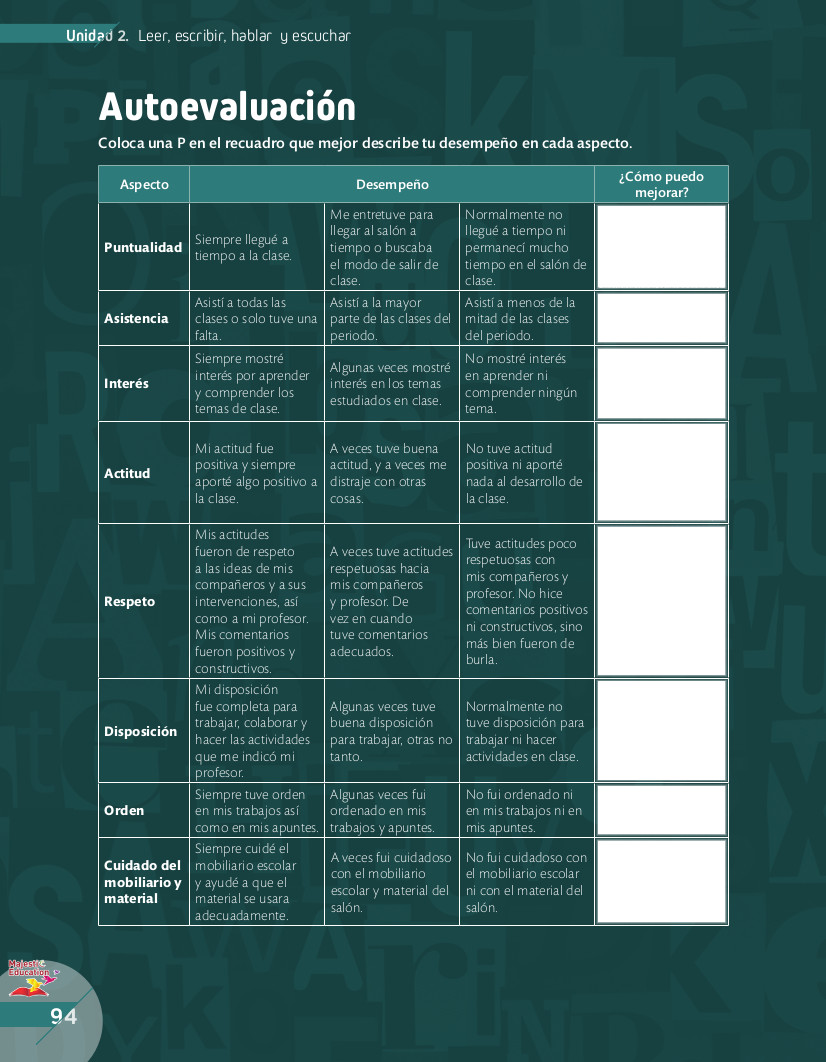 Unidad 2. Leer, escribir, hablar y escuchar
Autoevaluación
Coloca una P en el recuadro que mejor describe tu desempeño en cada aspecto.
Aspecto
Desempeño
¿Cómo puedo
mejorar?
Puntualidad
Siempre llegué a
tiempo a la clase.
Me entretuve para
llegar al salón a
tiempo o buscaba
el modo de salir de
clase.
Normalmente no
llegué a tiempo ni
permanecí mucho
tiempo en el salón de
clase.
Asistencia
Asistí a todas las
clases o solo tuve una
falta.
Asistí a la mayor
parte de las clases del
periodo.
Asistí a menos de la
mitad de las clases
del periodo.
Interés
Siempre mostré
interés por aprender
y comprender los
temas de clase.
Algunas veces mostré
interés en los temas
estudiados en clase.
No mostré interés
en aprender ni
comprender ningún
tema.
Actitud
Mi actitud fue
positiva y siempre
aporté algo positivo a
la clase.
A veces tuve buena
actitud, y a veces me
distraje con otras
cosas.
No tuve actitud
positiva ni aporté
nada al desarrollo de
la clase.
Respeto
Mis actitudes
fueron de respeto
a las ideas de mis
compañeros y a sus
intervenciones, así
como a mi profesor.
Mis comentarios
fueron positivos y
constructivos.
A veces tuve actitudes
respetuosas hacia
mis compañeros
y profesor. De
vez en cuando
tuve comentarios
adecuados.
Tuve actitudes poco
respetuosas con
mis compañeros y
profesor. No hice
comentarios positivos
ni constructivos, sino
más bien fueron de
burla.
Disposición
Mi disposición
fue completa para
trabajar, colaborar y
hacer las actividades
que me indicó mi
profesor.
Algunas veces tuve
buena disposición
para trabajar, otras no
tanto.
Normalmente no
tuve disposición para
trabajar ni hacer
actividades en clase.
Orden
Siempre tuve orden
en mis trabajos así
como en mis apuntes.
Algunas veces fui
ordenado en mis
trabajos y apuntes.
No fui ordenado ni
en mis trabajos ni en
mis apuntes.
Cuidado del
mobiliario y
material
Siempre cuidé el
mobiliario escolar
y ayudé a que el
material se usara
adecuadamente.
A veces fui cuidadoso
con el mobiliario
escolar y material del
salón.
No fui cuidadoso con
el mobiliario escolar
ni con el material del
salón.
Majestic
Education
94